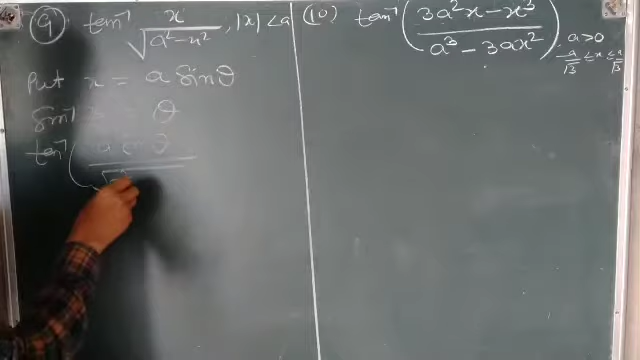 9) tan⁻¹ x/√(a²-x²), |x| < a
Put x = a Sinθ
Sin⁻¹ = θ
tan⁻¹ ( θ
(10) tan⁻¹ ( (3a²x - x³) / (a³ - 3ax²) )
a > 0
-a/√3 ≤ x ≤ a/√3